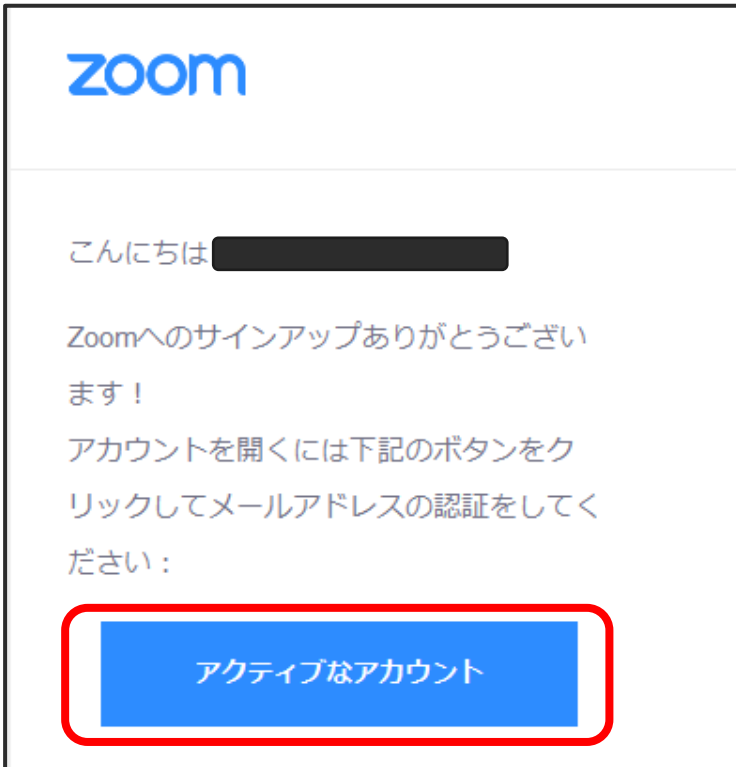 zoom
こんにちは
Zoomへのサインアップありがとうござい
ます！
アカウントを開くには下記のボタンをク
リックしてメールアドレスの認証をしてく
ださい：
アクティブなアカウント